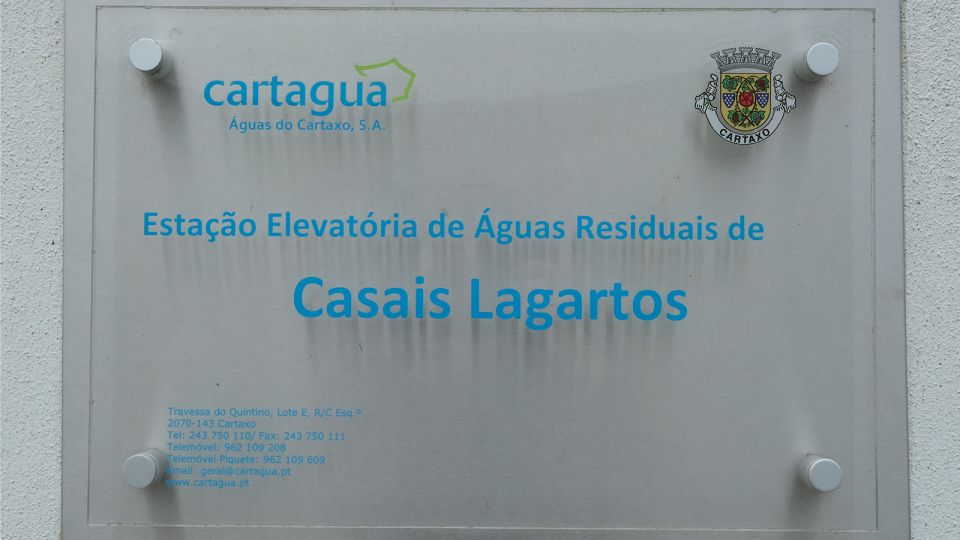 cartagua
Águas do Cartaxo, S.A.
CARTAXO
Estação Elevatória de Águas Residuais de
Casais Lagartos
Travessa do Quintino, Lote E, R/C Esq.º
2070-143 Cartaxo
Tel: 243 750 110/ Fax: 243 750 111
Telemóvel: 962 109 208
Telemóvel Piquete: 962 109 609
Email: geral@cartagua.pt
www.cartagua.pt